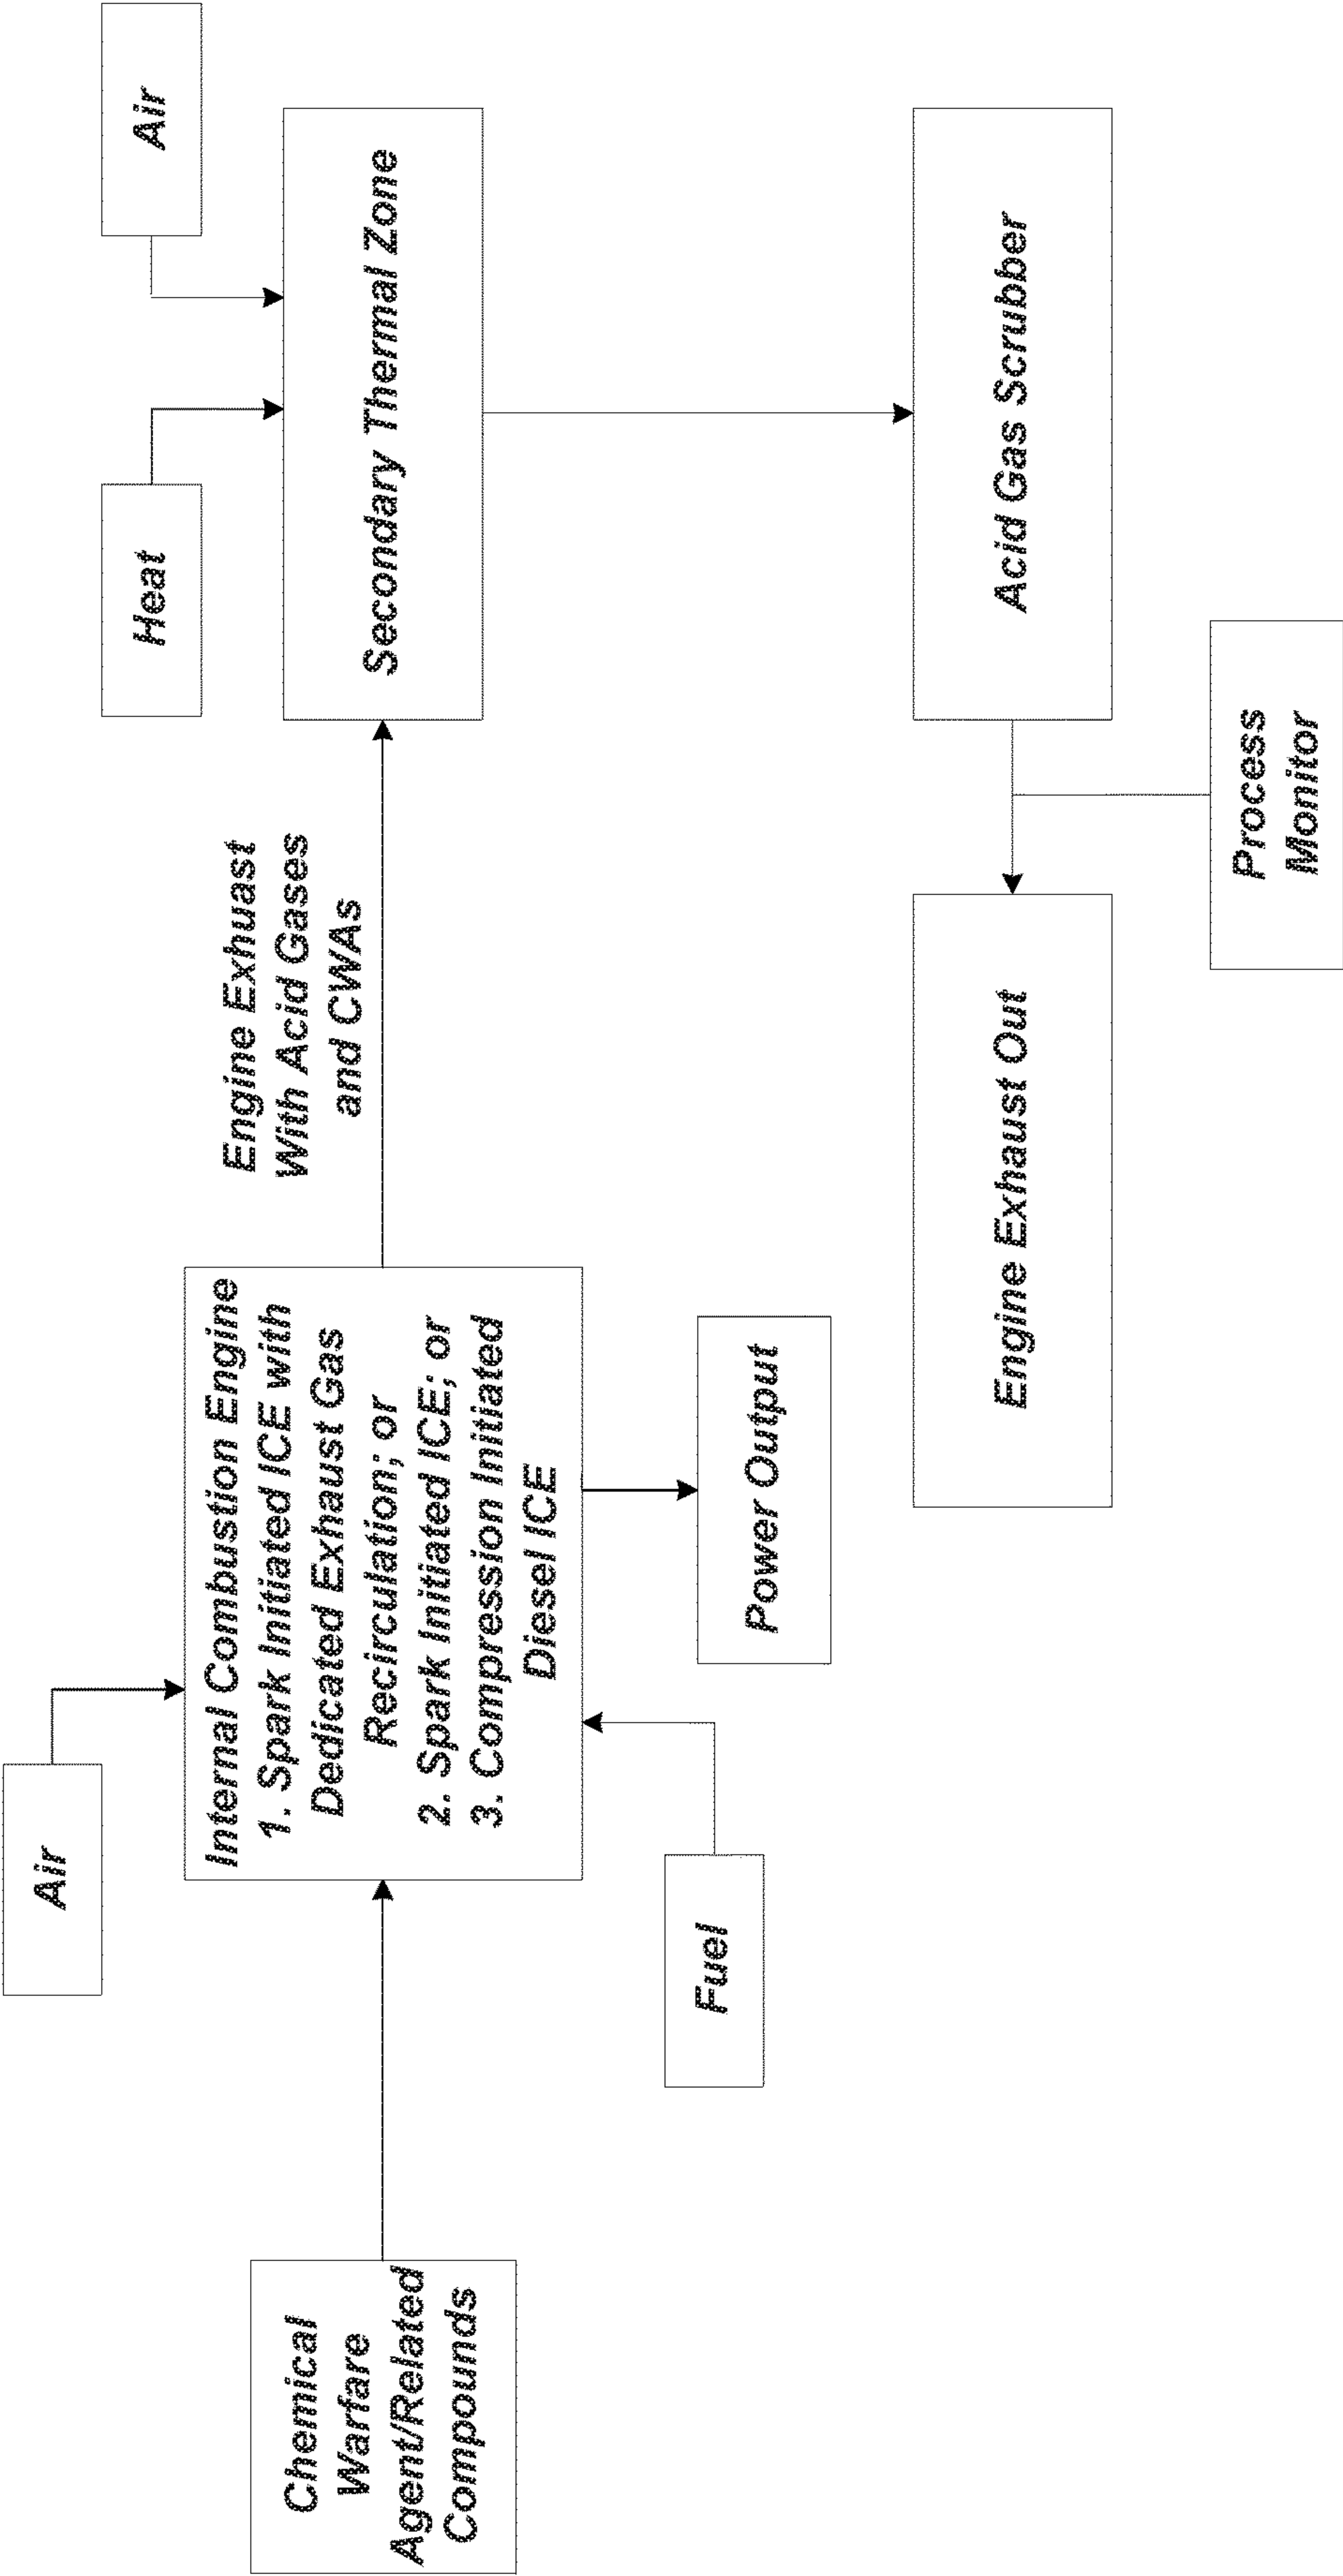 Air
Internal Combustion Engine
1. Spark Initiated ICE with
Dedicated Exhaust Gas
Recirculation; or
2. Spark Initiated ICE; or
3. Compression Initiated
Diesel ICE
Chemical
Warfare
Agent/Related
Compounds
Fuel
Power Output
Engine Exhuast
With Acid Gases
and CWAs
Heat
Air
Secondary Thermal Zone
Acid Gas Scrubber
Engine Exhaust Out
Process
Monitor